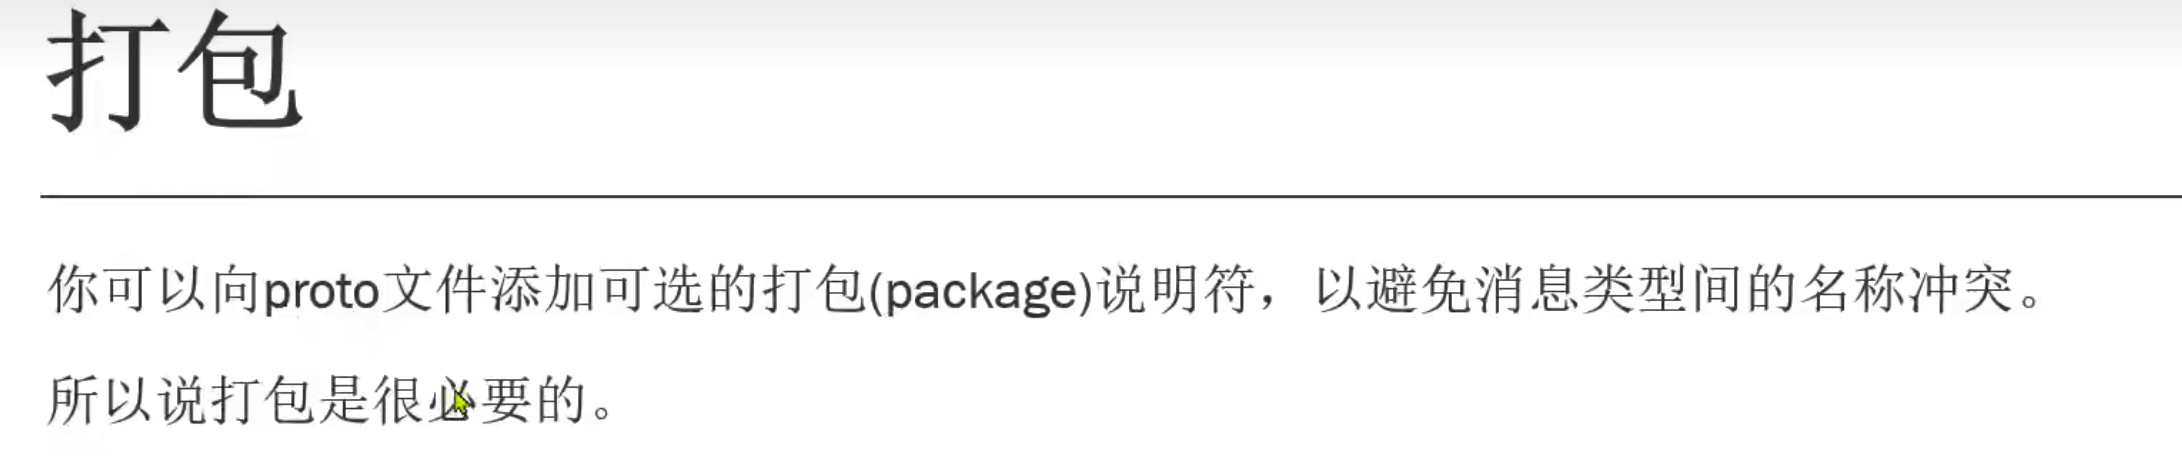 打包
你可以向proto文件添加可选的打包(package)说明符，以避免消息类型间的名称冲突。
所以说打包是很必要的。